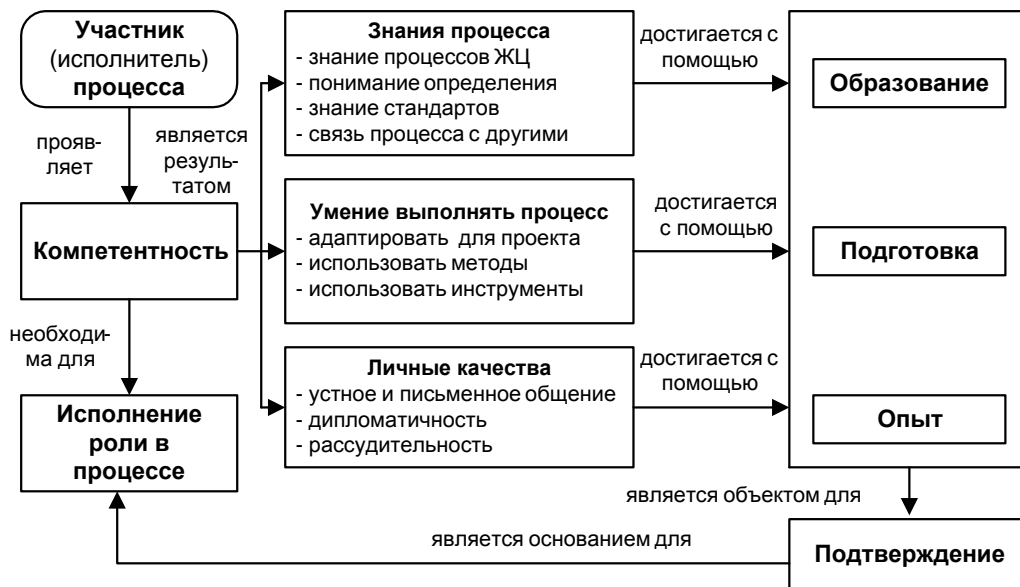 Участник
(исполнитель)
процесса
прояв-
ляет
является
резуль-
татом
Компетентность
необходи-
ма для
Исполнение
роли в
процессе
Знания процесса
- знание процессов ЖЦ
- понимание определения
- знание стандартов
- связь процесса с другими
Умение выполнять процесс
- адаптировать для проекта
- использовать методы
- использовать инструменты
Личные качества
- устное и письменное общение
- дипломатичность
- рассудительность
достигается с
помощью
достигается
с помощью
достигается с
помощью
Образование
Подготовка
Опыт
является объектом для
Подтверждение
является основанием для